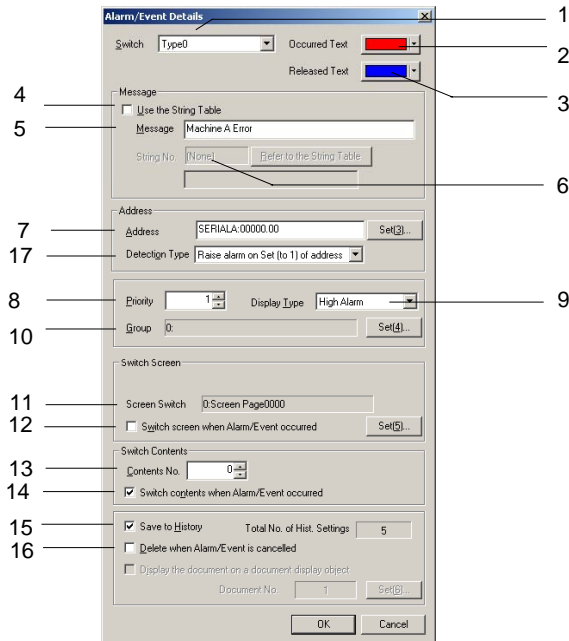 Alarm/Event Details
1
Switch Type0 Occurred Text
2
Released Text
3
Message
4
Use the String Table
5
Message Machine A Error
String No. (None) Refer to the String Table
6
Address
7
Address SERIALA:00000.00 Set(3)...
17
Detection Type Raise alarm on Set (to 1) of address
8
Priority 1 Display Type High Alarm
9
10
Group 0: Set(4)...
Switch Screen
11
Screen Switch 0:Screen Page0000
12
Switch screen when Alarm/Event occurred Set(5)...
Switch Contents
13
Contents No. 0
14
Switch contents when Alarm/Event occurred
15
Save to History Total No. of Hist. Settings 5
16
Delete when Alarm/Event is cancelled
Display the document on a document display object
Document No. 1 Set(6)...
OK Cancel